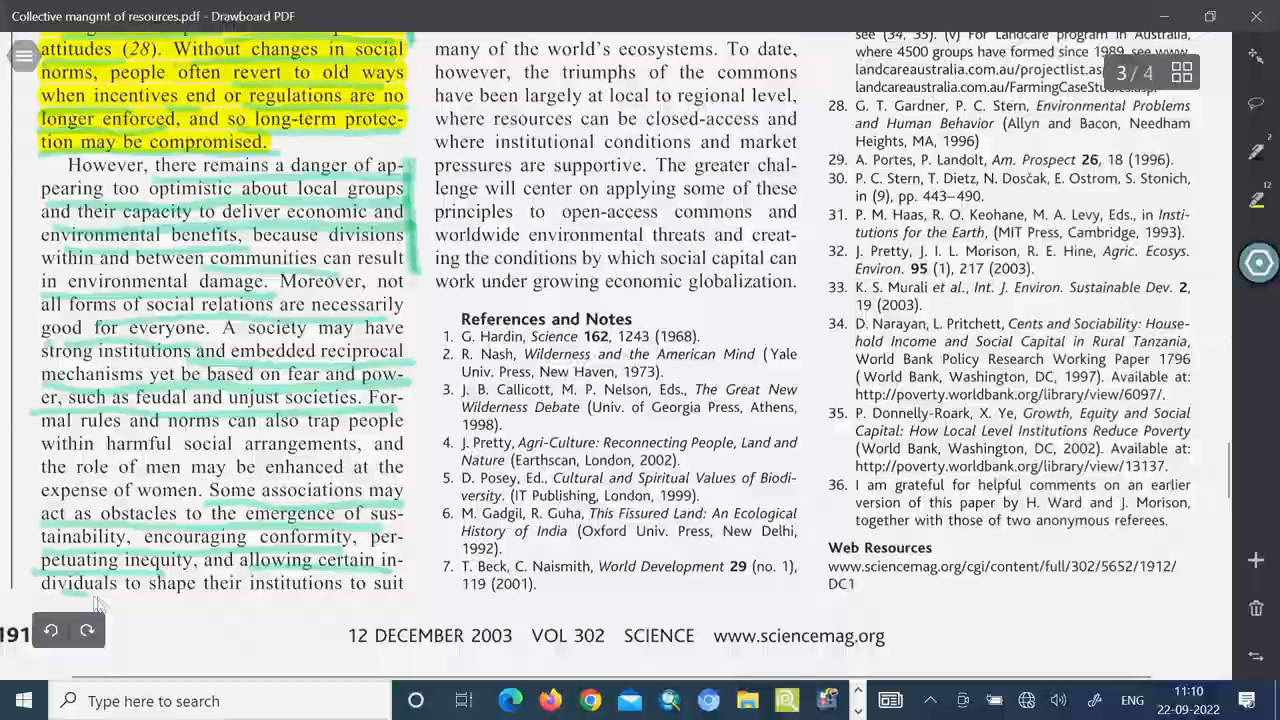 Collective mangmt of resources.pdf - Drawboard PDF
attitudes (28). Without changes in social
norms, people often revert to old ways
when incentives end or regulations are no
longer enforced, and so long-term protec-
tion may be compromised.
However, there remains a danger of ap-
pearing too optimistic about local groups
and their capacity to deliver economic and
environmental benefits, because divisions
within and between communities can result
in environmental damage. Moreover, not
all forms of social relations are necessarily
good for everyone. A society may have
strong institutions and embedded reciprocal
mechanisms yet be based on fear and pow-
er, such as feudal and unjust societies. For-
mal rules and norms can also trap people
within harmful social arrangements, and
the role of men may be enhanced at the
expense of women. Some associations may
act as obstacles to the emergence of sus-
tainability, encouraging conformity, per-
petuating inequity, and allowing certain in-
dividuals to shape their institutions to suit
many of the world's ecosystems. To date,
however, the triumphs of the commons
have been largely at local to regional level,
where resources can be closed-access and
where institutional conditions and market
pressures are supportive. The greater chal-
lenge will center on applying some of these
principles to open-access commons and
worldwide environmental threats and creat-
ing the conditions by which social capital can
work under growing economic globalization.
References and Notes
1. G. Hardin, Science 162, 1243 (1968).
2. R. Nash, Wilderness and the American Mind (Yale
Univ. Press, New Haven, 1973).
3. J. B. Callicott, M. P. Nelson, Eds., The Great New
Wilderness Debate (Univ. of Georgia Press, Athens,
1998).
4. J. Pretty, Agri-Culture: Reconnecting People, Land and
Nature (Earthscan, London, 2002).
5. D. Posey, Ed., Cultural and Spiritual Values of Biodi-
versity. (IT Publishing, London, 1999).
6. M. Gadgil, R. Guha, This Fissured Land: An Ecological
History of India (Oxford Univ. Press, New Delhi,
1992).
7. T. Beck, C. Naismith, World Development 29 (no. 1),
119 (2001).
see (34, 35). (v) For Landcare program in Australia,
where 4500 groups have formed since 1989, see www.
landcareaustralia.com.au/projectlist.asp
landcareaustralia.com.au/FarmingCaseStudies.asp.
28. G. T. Gardner, P. C. Stern, Environmental Problems
and Human Behavior (Allyn and Bacon, Needham
Heights, MA, 1996)
29. A. Portes, P. Landolt, Am. Prospect 26, 18 (1996).
30. P. C. Stern, T. Dietz, N. Dosčak, E. Ostrom, S. Stonich,
in (9), pp. 443–490.
31. P. M. Haas, R. O. Keohane, M. A. Levy, Eds., in Insti-
tutions for the Earth, (MIT Press, Cambridge, 1993).
32. J. Pretty, J. I. L. Morison, R. E. Hine, Agric. Ecosys.
Environ. 95 (1), 217 (2003).
33. K. S. Murali et al., Int. J. Environ. Sustainable Dev. 2,
19 (2003).
34. D. Narayan, L. Pritchett, Cents and Sociability: House-
hold Income and Social Capital in Rural Tanzania,
World Bank Policy Research Working Paper 1796
(World Bank, Washington, DC, 1997). Available at:
http://poverty.worldbank.org/library/view/6097/.
35. P. Donnelly-Roark, X. Ye, Growth, Equity and Social
Capital: How Local Level Institutions Reduce Poverty
(World Bank, Washington, DC, 2002). Available at:
http://poverty.worldbank.org/library/view/13137.
36. I am grateful for helpful comments on an earlier
version of this paper by H. Ward and J. Morison,
together with those of two anonymous referees.
Web Resources
www.sciencemag.org/cgi/content/full/302/5652/1912/
DC1
3 / 4
2
12
191
12 DECEMBER 2003 VOL 302 SCIENCE www.sciencemag.org
Type here to search
ENG
11:10
22-09-2022